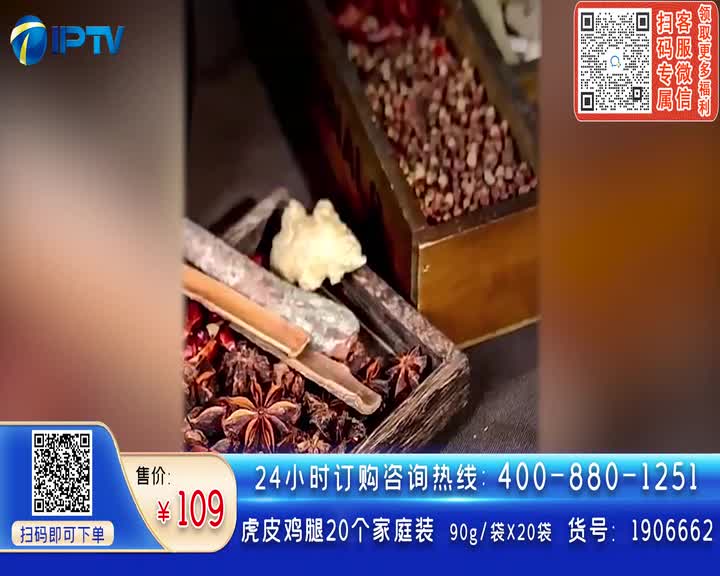 IPTV
领取更多福利
客服微信
扫码专属
售价:
¥109
扫码即可下单
24小时订购咨询热线: 400-880-1251
虎皮鸡腿20个家庭装 90g/袋X20袋 货号: 1906662